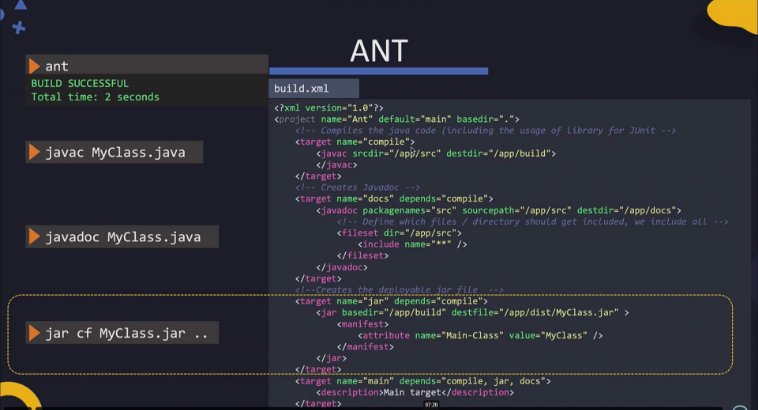 ANT
ant
BUILD SUCCESSFUL
Total time: 2 seconds
javac MyClass.java
javadoc MyClass.java
jar cf MyClass.jar ..
build.xml
<?xml version="1.0"?>
<project name="Ant" default="main" basedir=".">
<!-- Compiles the java code (including the usage of library for JUnit -->
<target name="compile">
<javac srcdir="/app/src" destdir="/app/build">
</javac>
</target>
<!-- Creates Javadoc -->
<target name="docs" depends="compile">
<javadoc packagenames="src" sourcepath="/app/src" destdir="/app/docs">
<!-- Define which files / directory should get included, we include all -->
<fileset dir="/app/src">
<include name="**" />
</fileset>
</javadoc>
</target>
<!--Creates the deployable jar file  -->
<target name="jar" depends="compile">
<jar basedir="/app/build" destfile="/app/dist/MyClass.jar" >
<manifest>
<attribute name="Main-Class" value="MyClass" />
</manifest>
</jar>
</target>
<target name="main" depends="compile, jar, docs">
<description>Main target</description>
</target>
07:20